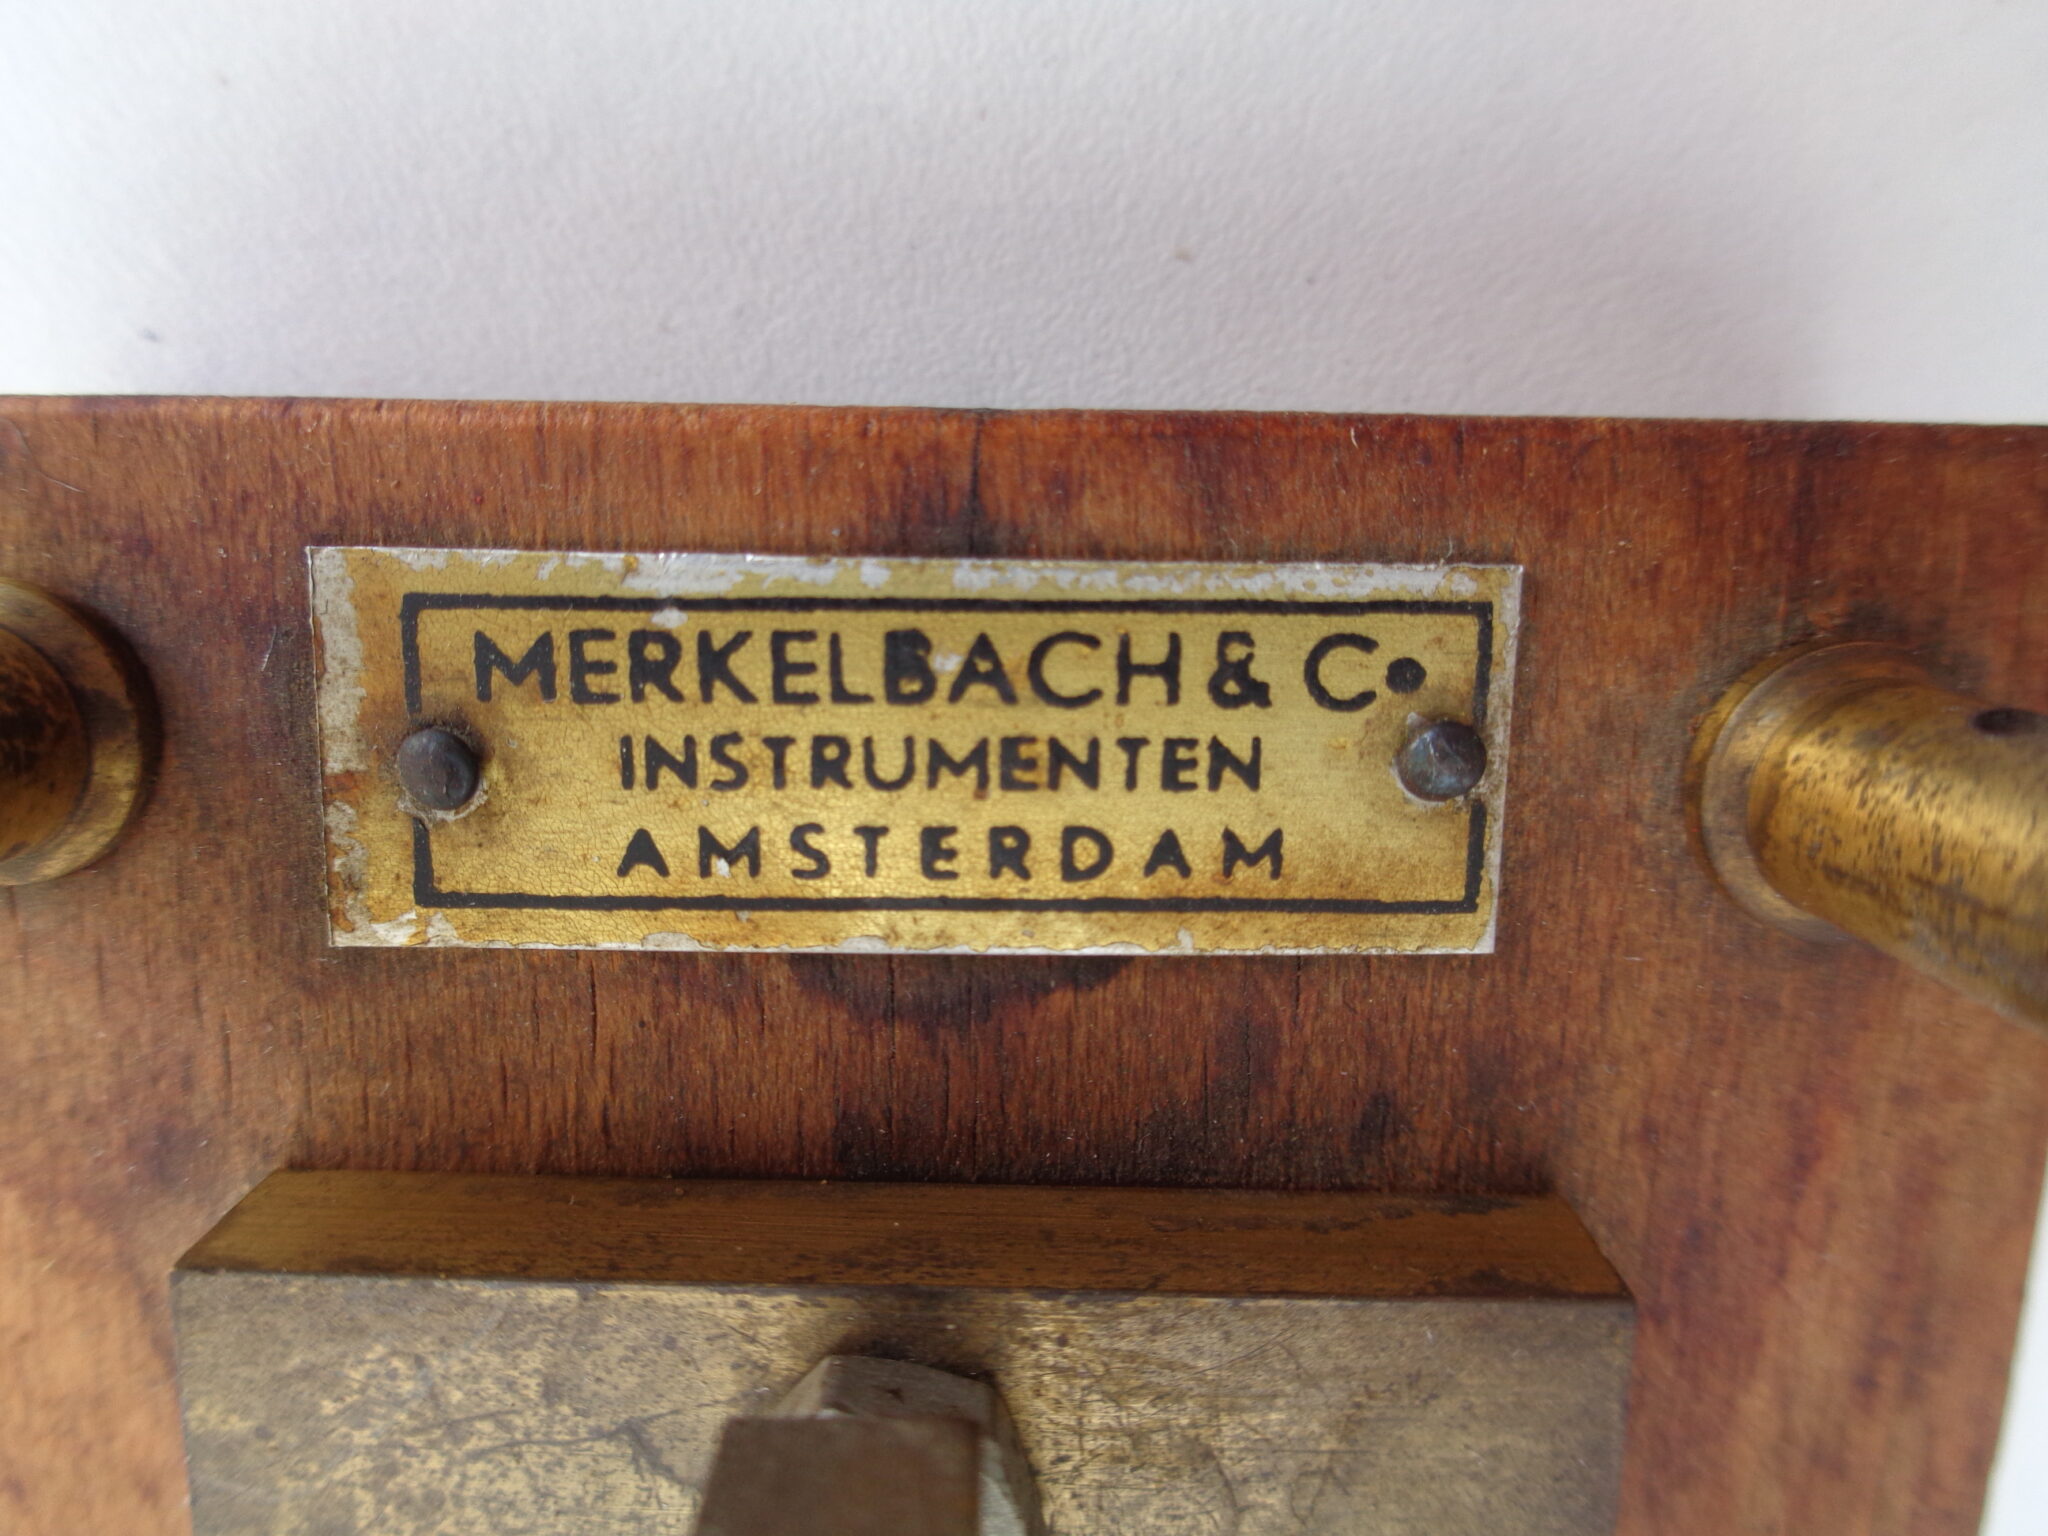 MERKELBACH & Co
INSTRUMENTEN
AMSTERDAM